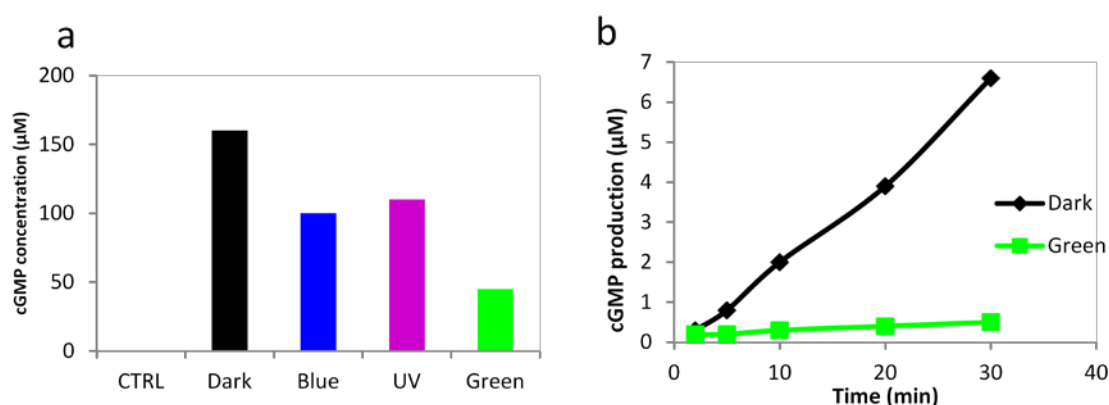 a
cGMP concentration (µM)
200
150
100
50
0
CTRL Dark Blue UV Green
b
cGMP production (µM)
7
6
5
4
3
2
1
0
0 10 20 30 40
Time (min)
Dark
Green